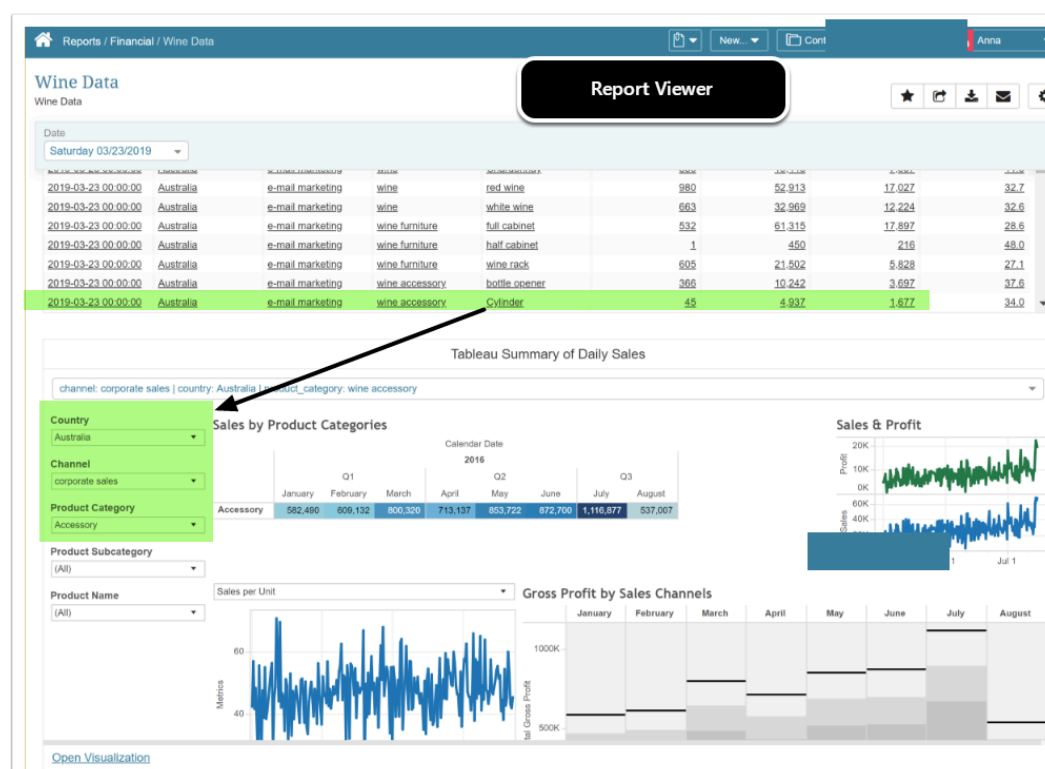 Reports / Financial / Wine Data
New...
Cont
Anna
Wine Data
Wine Data
Report Viewer
Date
Saturday 03/23/2019
2019-03-23 00:00:00 Australia e-mail marketing wine red wine 980 52,913 17,027 32.7
2019-03-23 00:00:00 Australia e-mail marketing wine white wine 663 32,969 12,224 32.6
2019-03-23 00:00:00 Australia e-mail marketing wine furniture full cabinet 532 61,315 17,897 28.6
2019-03-23 00:00:00 Australia e-mail marketing wine furniture half cabinet 1 450 216 48.0
2019-03-23 00:00:00 Australia e-mail marketing wine furniture wine rack 605 21,502 5,828 27.1
2019-03-23 00:00:00 Australia e-mail marketing wine accessory bottle opener 366 10,242 3,697 37.6
2019-03-23 00:00:00 Australia e-mail marketing wine accessory Cylinder 45 4,937 1,677 34.0
Tableau Summary of Daily Sales
channel: corporate sales | country: Australia | product_category: wine accessory
Country
Australia
Channel
corporate sales
Product Category
Accessory
Product Subcategory
(All)
Product Name
(All)
Sales by Product Categories
Calendar Date
2016
Q1 Q2 Q3
January February March April May June July August
Accessory 582,490 609,132 800,320 713,137 853,722 872,700 1,116,877 537,007
Sales & Profit
Profit
20K
10K
0K
Sales
60K
40K
1 Jul 1
Sales per Unit
Metrics
60
40
Gross Profit by Sales Channels
January February March April May June July August
tal Gross Profit
1000K
500K
Open Visualization